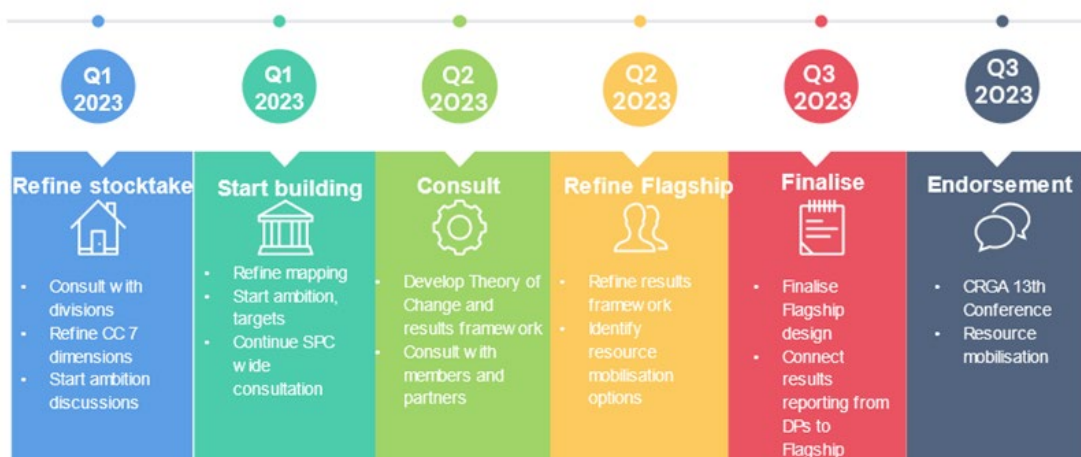 Q1
2023
Q1
2023
Q2
2023
Q2
2023
Q3
2023
Q3
2023
Refine stocktake
• Consult with
divisions
• Refine CC 7
dimensions
• Start ambition
discussions
Start building
• Refine mapping
• Start ambition,
targets
• Continue SPC
wide
consultation
Consult
• Develop Theory of
Change and
results framework
• Consult with
members and
partners
Refine Flagship
• Refine results
framework
• Identify
resource
mobilisation
options
Finalise
• Finalise
Flagship
design
• Connect
results
reporting from
DPs to
Flagship
Endorsement
• CRGA 13th
Conference
• Resource
mobilisation